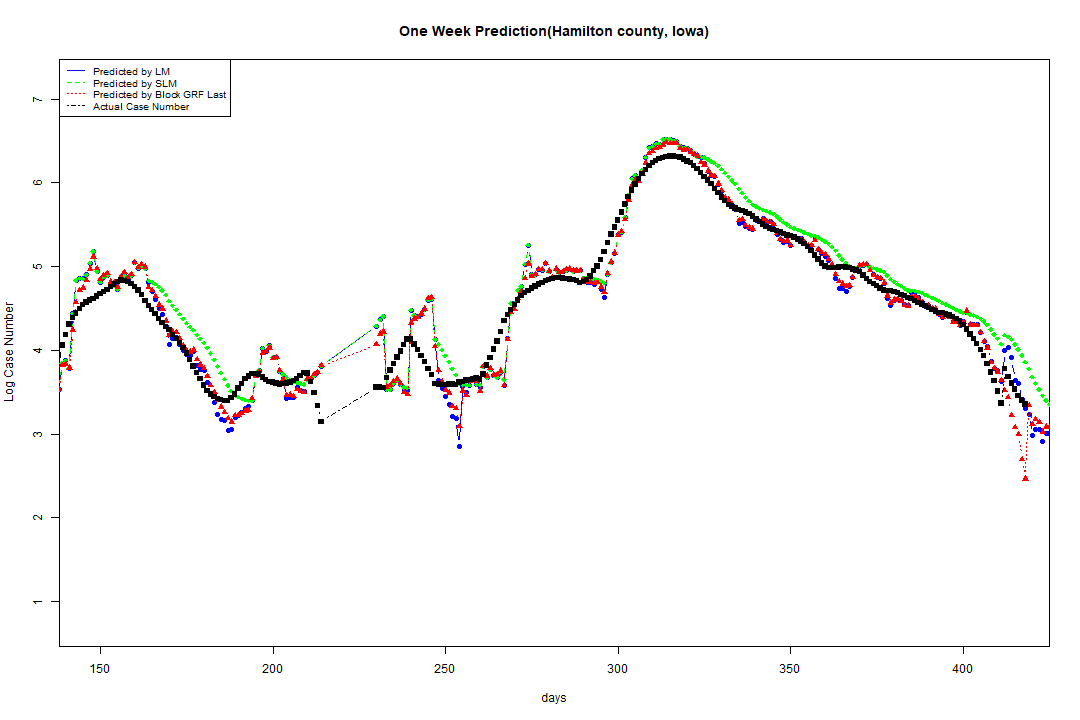 One Week Prediction(Hamilton county, Iowa)
Predicted by LM
Predicted by SLM
Predicted by Block GRF Last
Actual Case Number
Log Case Number
7
6
5
4
3
2
1
150 200 250 300 350 400
days